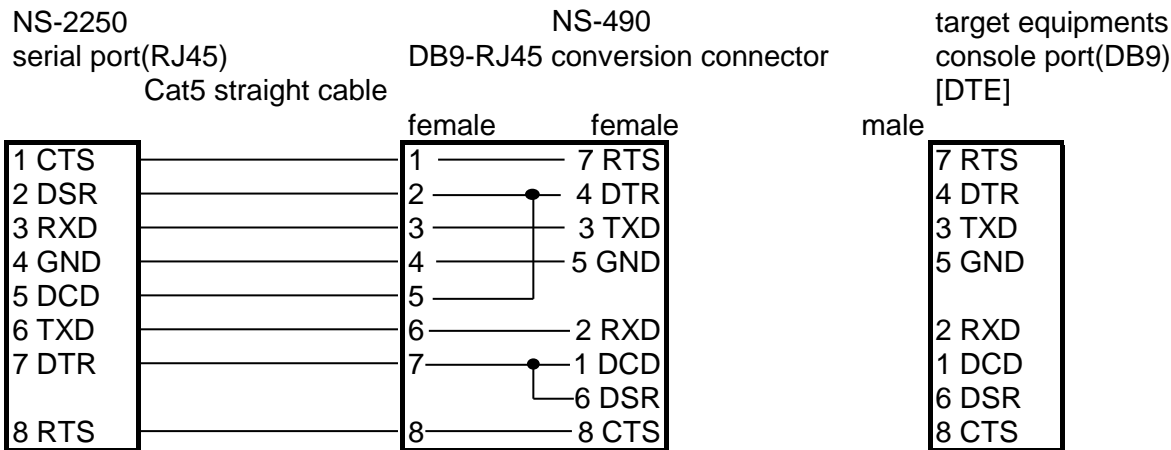 NS-2250 NS-490 target equipments
serial port(RJ45) DB9-RJ45 conversion connector console port(DB9)
Cat5 straight cable [DTE]
female female male
1 CTS 1 7 RTS 7 RTS
2 DSR 2 4 DTR 4 DTR
3 RXD 3 3 TXD 3 TXD
4 GND 4 5 GND 5 GND
5 DCD 5
6 TXD 6 2 RXD 2 RXD
7 DTR 7 1 DCD 1 DCD
6 DSR 6 DSR
8 RTS 8 8 CTS 8 CTS